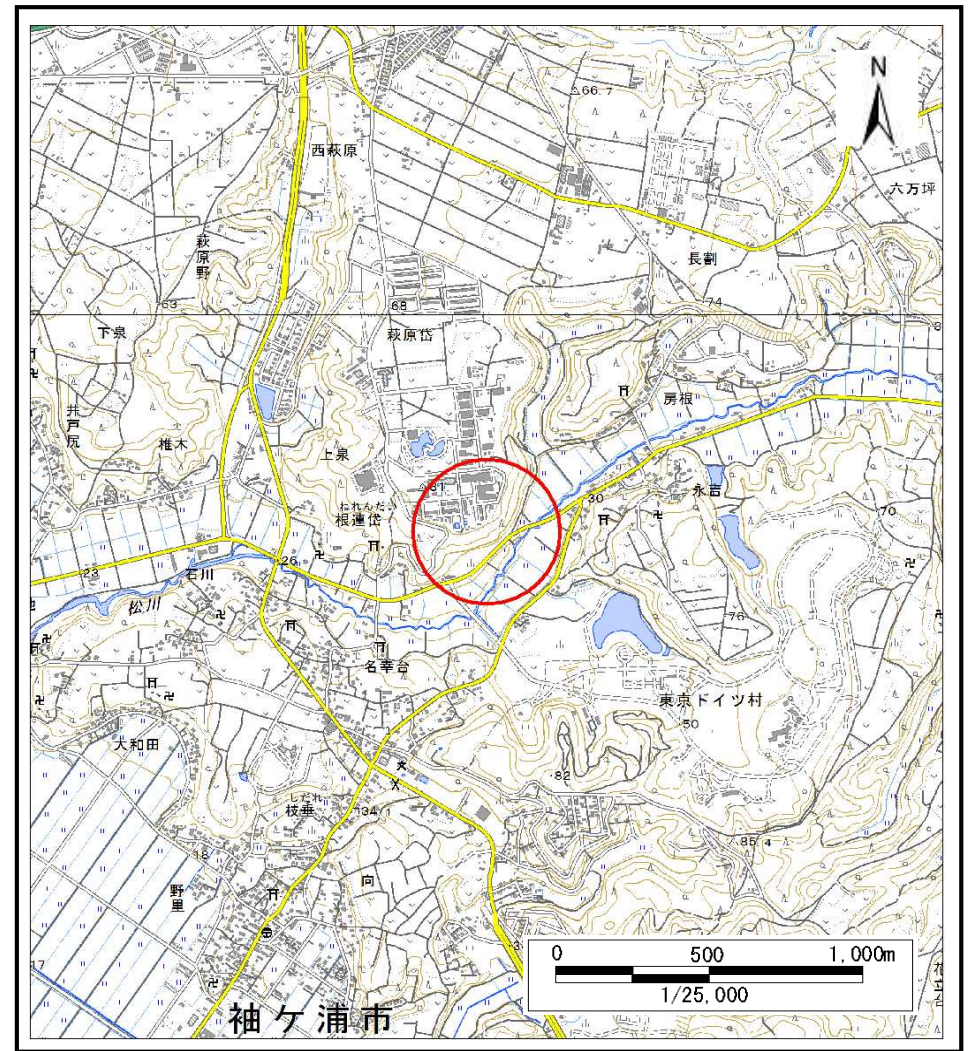 N
66.7
西萩原
六万坪
萩原野
長割
74
63
68
下泉
萩原岱
房根
井戸尻
椎木
上泉
81
永吉
ねれんだい
根連岱
30
70
26
23
石川
松川
76
名幸台
東京ドイツ村
50
大和田
82
しだれ
枝垂
34.1
85.4
18
向
野里
17
0 500 1,000m
1/25,000
袖ケ浦市